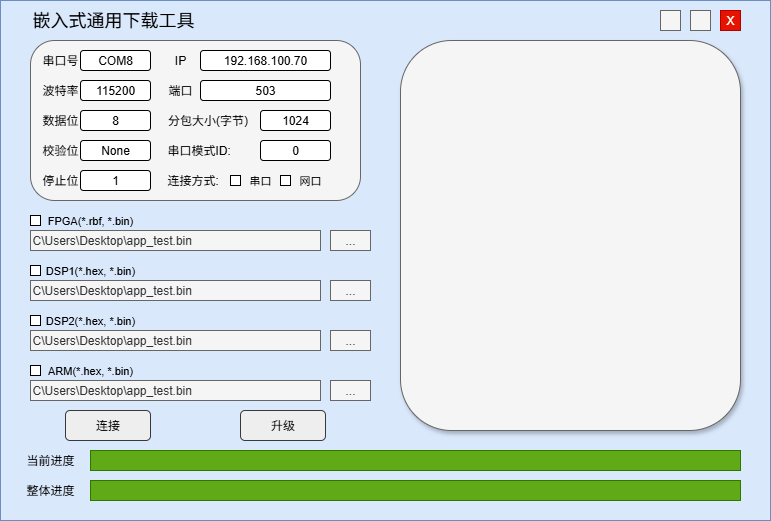 嵌入式通用下载工具
X
串口号 COM8 IP 192.168.100.70
波特率 115200 端口 503
数据位 8 分包大小(字节) 1024
校验位 None 串口模式ID: 0
停止位 1 连接方式: 串口 网口
FPGA(*.rbf, *.bin)
C\Users\Desktop\app_test.bin ...
DSP1(*.hex, *.bin)
C\Users\Desktop\app_test.bin ...
DSP2(*.hex, *.bin)
C\Users\Desktop\app_test.bin ...
ARM(*.hex, *.bin)
C\Users\Desktop\app_test.bin ...
连接 升级
当前进度
整体进度